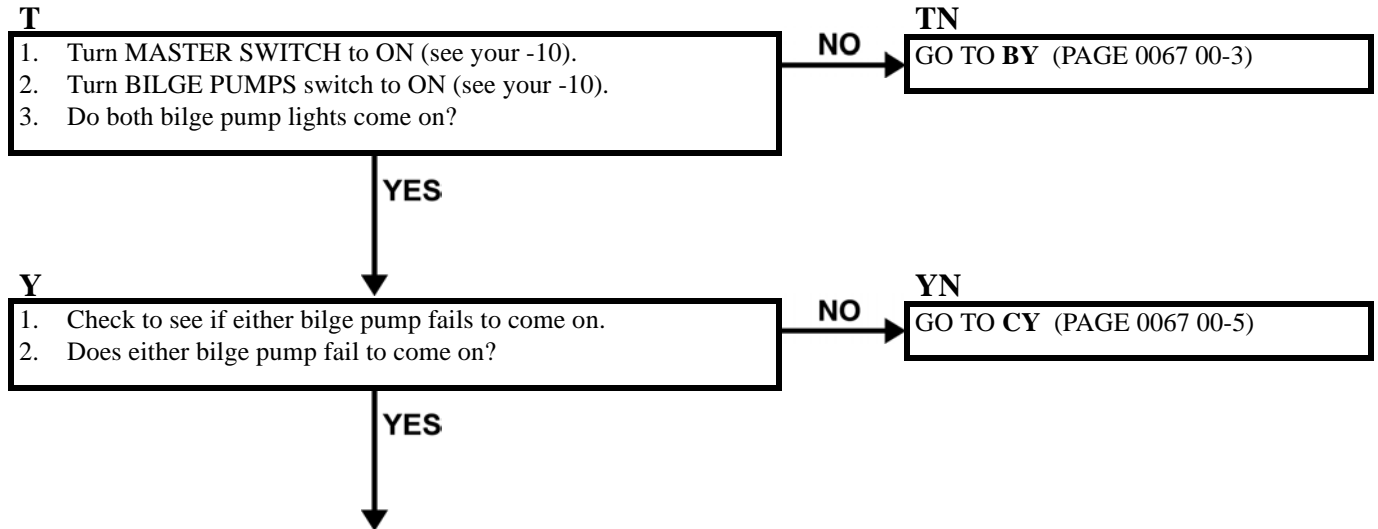 T
1. Turn MASTER SWITCH to ON (see your -10).
2. Turn BILGE PUMPS switch to ON (see your -10).
3. Do both bilge pump lights come on?
NO
TN
GO TO BY (PAGE 0067 00-3)
YES
Y
1. Check to see if either bilge pump fails to come on.
2. Does either bilge pump fail to come on?
NO
YN
GO TO CY (PAGE 0067 00-5)
YES